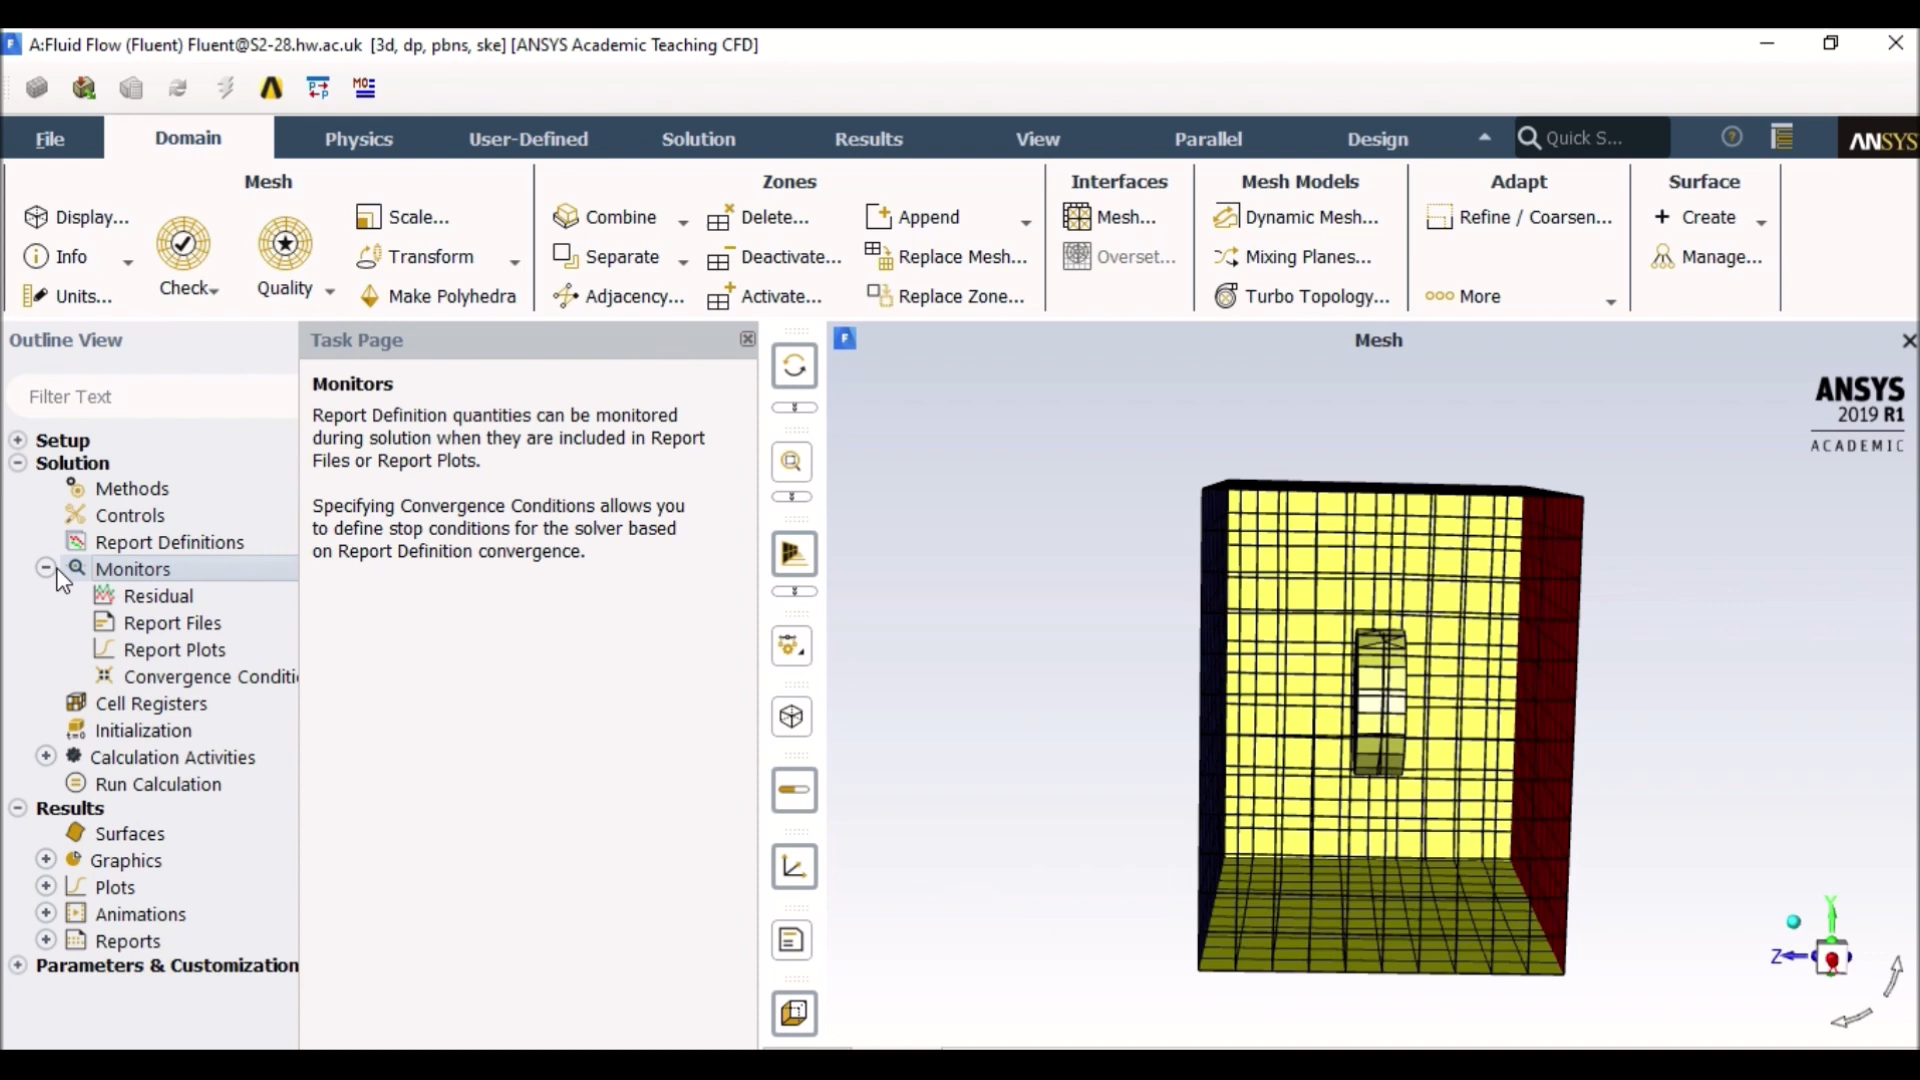 A:Fluid Flow (Fluent) Fluent@S2-28.hw.ac.uk [3d, dp, pbns, ske] [ANSYS Academic Teaching CFD]
File
Domain
Physics
User-Defined
Solution
Results
View
Parallel
Design
Quick S...
ANSYS
Mesh
Zones
Interfaces
Mesh Models
Adapt
Surface
Display...
Info
Units...
Check
Quality
Scale...
Transform
Make Polyhedra
Combine
Separate
Adjacency...
Delete...
Deactivate...
Activate...
Append
Replace Mesh...
Replace Zone...
Mesh...
Overset...
Dynamic Mesh...
Mixing Planes...
Turbo Topology...
Refine / Coarsen...
More
Create
Manage...
Outline View
Filter Text
Setup
Solution
Methods
Controls
Report Definitions
Monitors
Residual
Report Files
Report Plots
Convergence Conditi
Cell Registers
Initialization
Calculation Activities
Run Calculation
Results
Surfaces
Graphics
Plots
Animations
Reports
Parameters & Customization
Task Page
Monitors
Report Definition quantities can be monitored
during solution when they are included in Report
Files or Report Plots.
Specifying Convergence Conditions allows you
to define stop conditions for the solver based
on Report Definition convergence.
Mesh
ANSYS
2019 R1
ACADEMIC
Y
Z